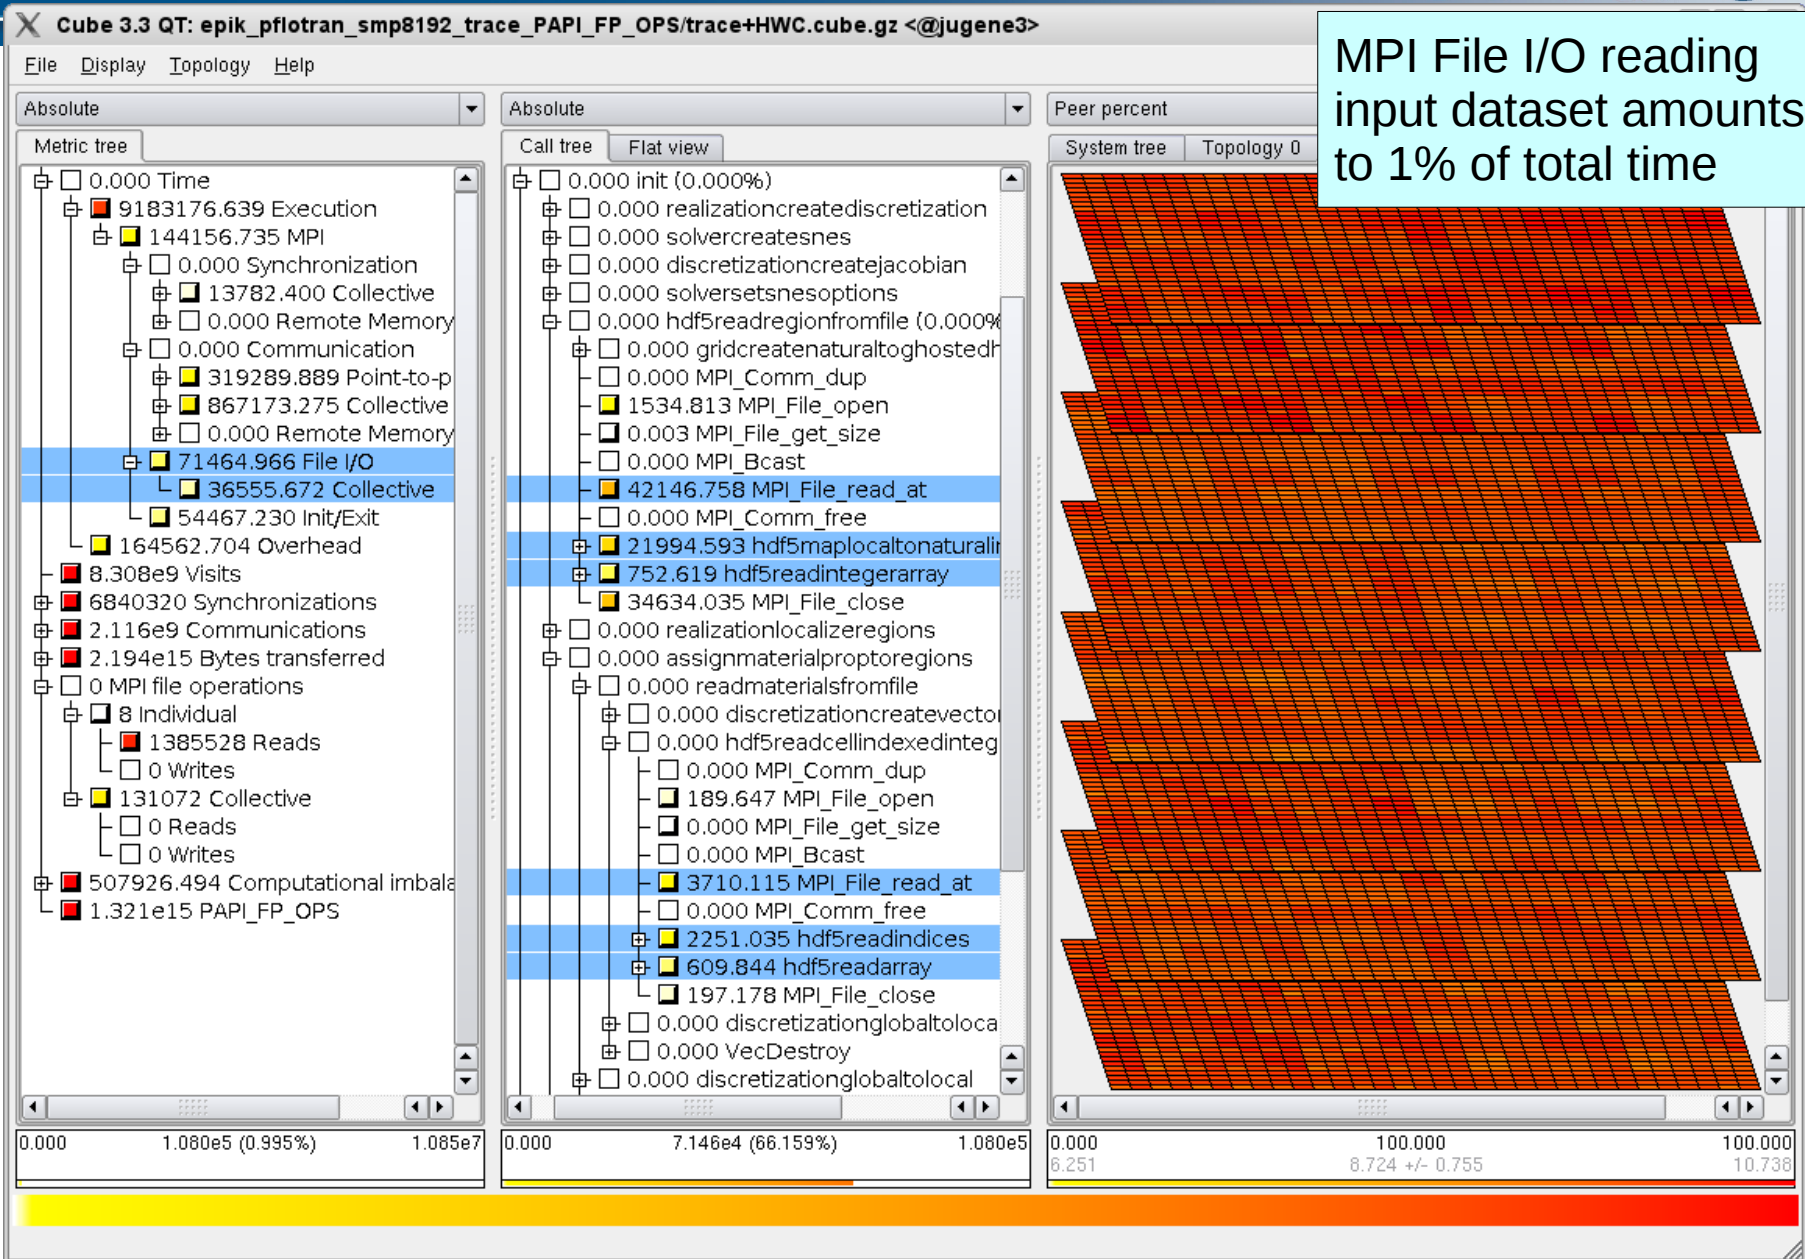 Cube 3.3 QT: epik_pflotran_smp8192_trace_PAPI_FP_OPS/trace+HWC.cube.gz <@jugene3>
MPI File I/O reading
input dataset amounts
to 1% of total time
File Display Topology Help
Absolute
Metric tree
0.000 Time
9183176.639 Execution
144156.735 MPI
0.000 Synchronization
13782.400 Collective
0.000 Remote Memory
0.000 Communication
319289.889 Point-to-p
867173.275 Collective
0.000 Remote Memory
71464.966 File I/O
36555.672 Collective
54467.230 Init/Exit
164562.704 Overhead
8.308e9 Visits
6840320 Synchronizations
2.116e9 Communications
2.194e15 Bytes transferred
0 MPI file operations
8 Individual
1385528 Reads
0 Writes
131072 Collective
0 Reads
0 Writes
507926.494 Computational imbala
1.321e15 PAPI_FP_OPS
0.000 1.080e5 (0.995%) 1.085e7
Absolute
Call tree Flat view
0.000 init (0.000%)
0.000 realizationcreatediscretization
0.000 solvercreatesnes
0.000 discretizationcreatejacobian
0.000 solversetsnesoptions
0.000 hdf5readregionfromfile (0.000%
0.000 gridcreatenaturaltoghostedh
0.000 MPI_Comm_dup
1534.813 MPI_File_open
0.003 MPI_File_get_size
0.000 MPI_Bcast
42146.758 MPI_File_read_at
0.000 MPI_Comm_free
21994.593 hdf5maplocaltonaturalin
752.619 hdf5readintegerarray
34634.035 MPI_File_close
0.000 realizationlocalizeregions
0.000 assignmaterialproptoregions
0.000 readmaterialsfromfile
0.000 discretizationcreatevector
0.000 hdf5readcellindexedinteg
0.000 MPI_Comm_dup
189.647 MPI_File_open
0.000 MPI_File_get_size
0.000 MPI_Bcast
3710.115 MPI_File_read_at
0.000 MPI_Comm_free
2251.035 hdf5readindices
609.844 hdf5readarray
197.178 MPI_File_close
0.000 discretizationglobaltoloca
0.000 VecDestroy
0.000 discretizationglobaltolocal
0.000 7.146e4 (66.159%) 1.080e5
Peer percent
System tree Topology 0
0.000 100.000 100.000
6.251 8.724 +/- 0.755 10.738